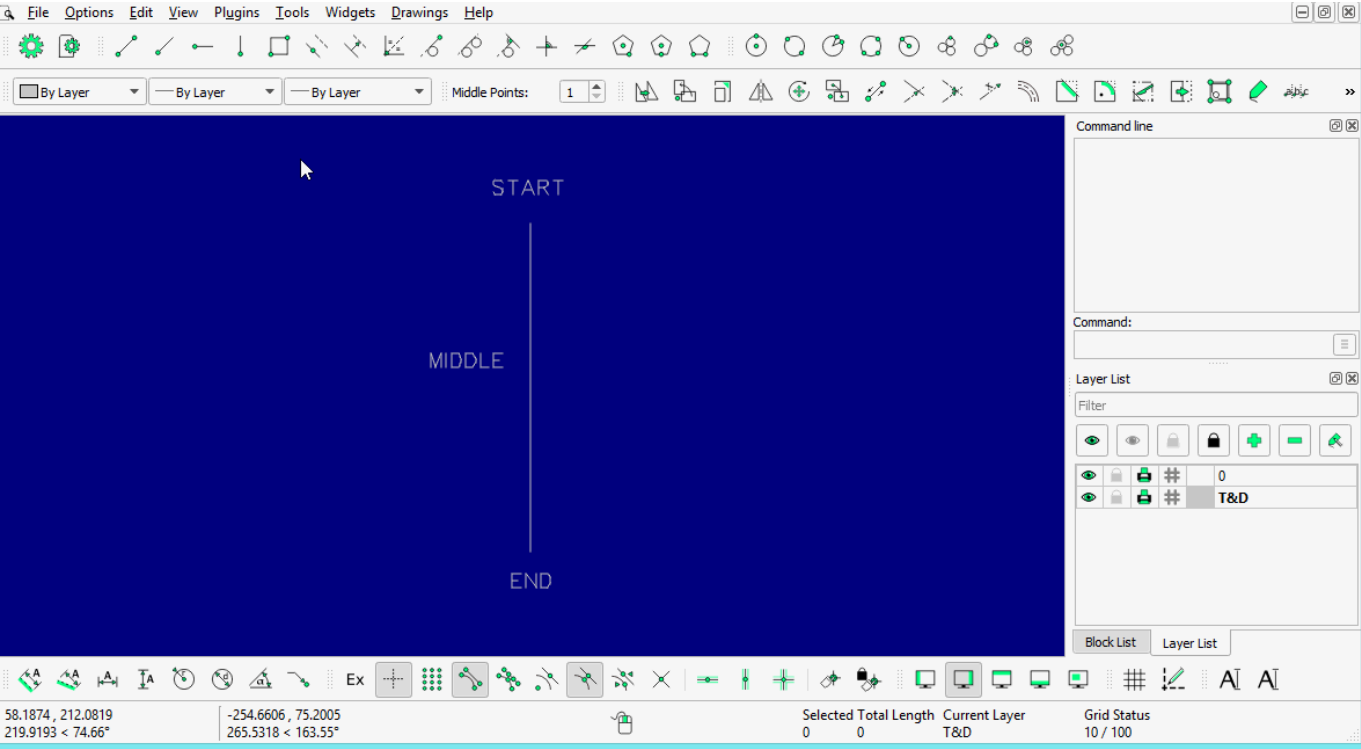 File Options Edit View Plugins Tools Widgets Drawings Help
By Layer By Layer By Layer Middle Points: 1 abc »
Command line
START
MIDDLE
END
Command:
Layer List
Filter
0
T&D
Block List Layer List
A A A A Ex A A
58.1874 , 212.0819 -254.6606 , 75.2005 Selected Total Length Current Layer Grid Status
219.9193 < 74.66° 265.5318 < 163.55° 0 0 T&D 10 / 100